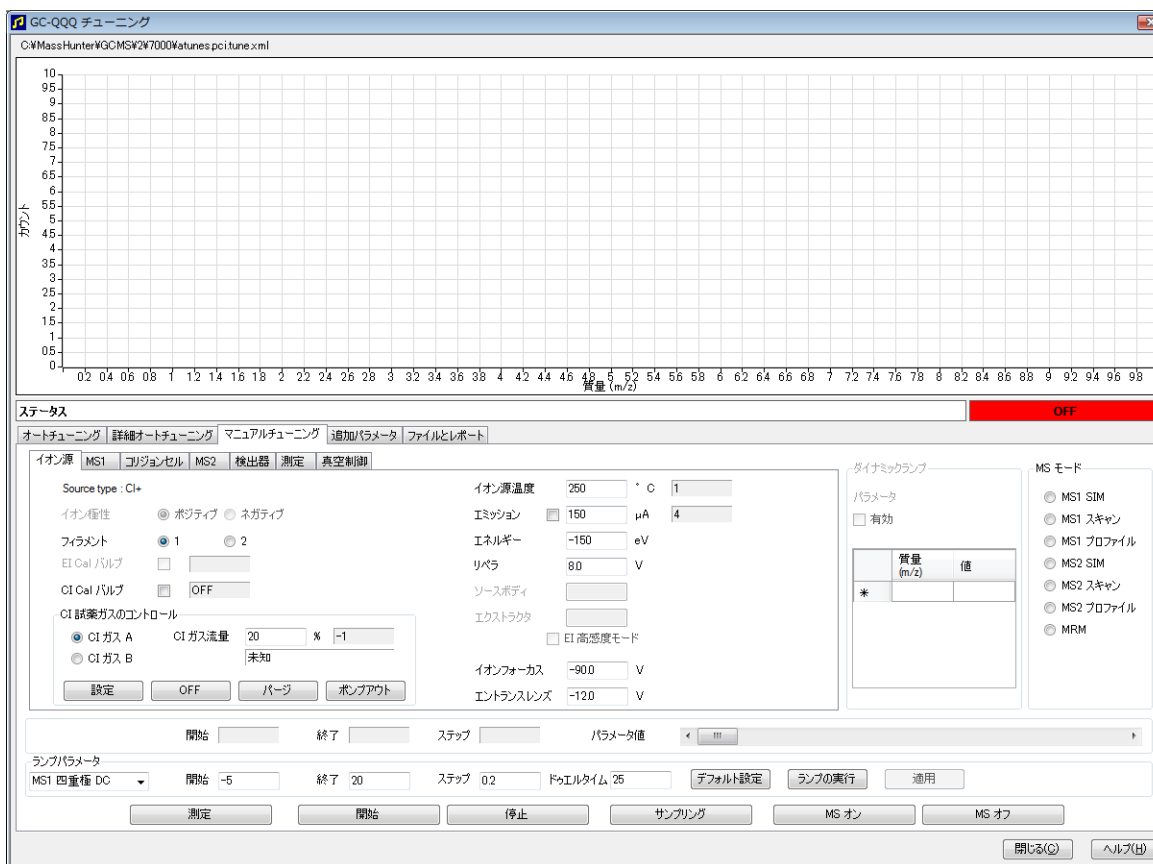 GC-QQQ チューニング
C:¥MassHunter¥GCMS¥2¥7000¥atunes.pci.tune.xml
10
9.5
9
8.5
8
7.5
7
6.5
6
5.5
5
4.5
4
3.5
3
2.5
2
1.5
1
0.5
0
カウント
0.2 0.4 0.6 0.8 1 1.2 1.4 1.6 1.8 2 2.2 2.4 2.6 2.8 3 3.2 3.4 3.6 3.8 4 4.2 4.4 4.6 4.8 5 5.2 5.4 5.6 5.8 6 6.2 6.4 6.6 6.8 7 7.2 7.4 7.6 7.8 8 8.2 8.4 8.6 8.8 9 9.2 9.4 9.6 9.8
質量 (m/z)
ステータス OFF
オートチューニング 詳細オートチューニング マニュアルチューニング 追加パラメータ ファイルとレポート
イオン源 MS1 コリジョンセル MS2 検出器 測定 真空制御
Source type : CI+
イオン極性 ポジティブ ネガティブ
フィラメント 1 2
EI Cal バルブ
CI Cal バルブ OFF
CI 試薬ガスのコントロール
CI ガス A CI ガス流量 20 % -1
CI ガス B 未知
設定 OFF パージ ポンプアウト
イオン源温度 250 ° C 1
エミッション 150 μA 4
エネルギー -150 eV
リペラ 8.0 V
ソースボディ
エクストラクタ
EI 高感度モード
イオンフォーカス -90.0 V
エントランスレンズ -12.0 V
ダイナミックランプ
パラメータ
有効
質量 (m/z) 値
*
MS モード
MS1 SIM
MS1 スキャン
MS1 プロファイル
MS2 SIM
MS2 スキャン
MS2 プロファイル
MRM
開始 終了 ステップ パラメータ値
ランプパラメータ
MS1 四重極 DC 開始 -5 終了 20 ステップ 0.2 ドゥエルタイム 25 デフォルト設定 ランプの実行 適用
測定 開始 停止 サンプリング MS オン MS オフ
閉じる(C) ヘルプ(H)